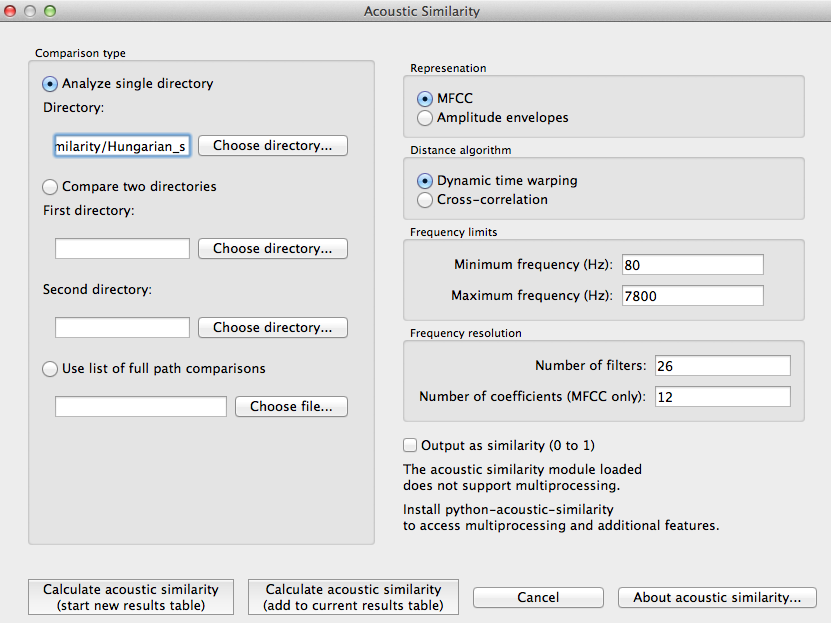 Acoustic Similarity
Comparison type
Analyze single directory
Directory:
milarity/Hungarian_s
Choose directory...
Compare two directories
First directory:
Choose directory...
Second directory:
Choose directory...
Use list of full path comparisons
Choose file...
Represenation
MFCC
Amplitude envelopes
Distance algorithm
Dynamic time warping
Cross-correlation
Frequency limits
Minimum frequency (Hz): 80
Maximum frequency (Hz): 7800
Frequency resolution
Number of filters: 26
Number of coefficients (MFCC only): 12
Output as similarity (0 to 1)
The acoustic similarity module loaded
does not support multiprocessing.
Install python-acoustic-similarity
to access multiprocessing and additional features.
Calculate acoustic similarity
(start new results table)
Calculate acoustic similarity
(add to current results table)
Cancel
About acoustic similarity...